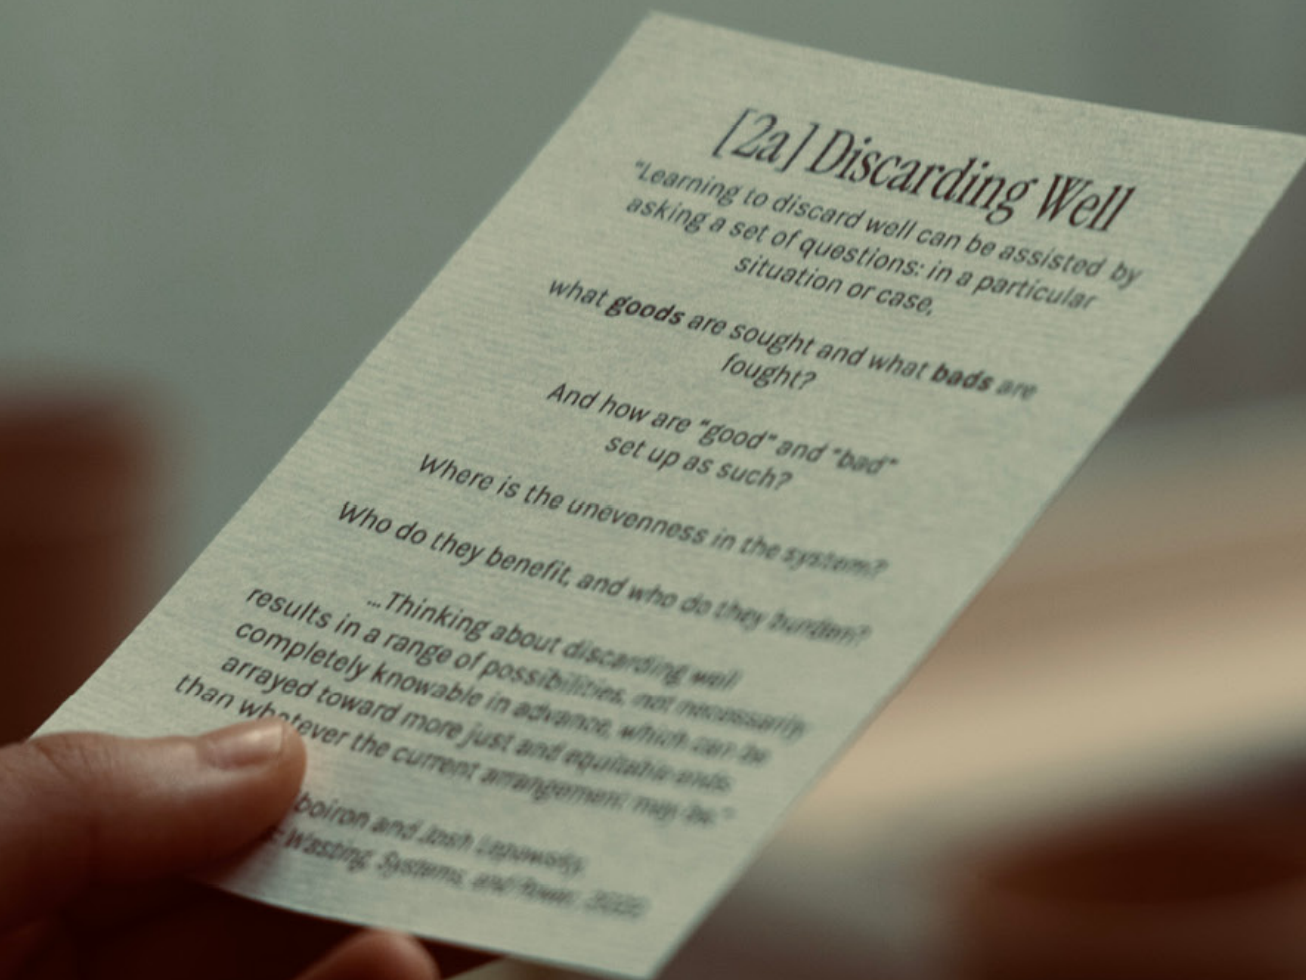 [2a] Discarding Well
"Learning to discard well can be assisted by
asking a set of questions: in a particular
situation or case,
what goods are sought and what bads are
fought?
And how are "good" and "bad"
set up as such?
Where is the unevenness in the system?
Who do they benefit, and who do they burden?
...Thinking about discarding well
results in a range of possibilities, not necessarily
completely knowable in advance, which can be
arrayed toward more just and equitable ends
than whatever the current arrangement may be."
boiron and Josh Lepawsky,
: Wasting, Systems, and Power,